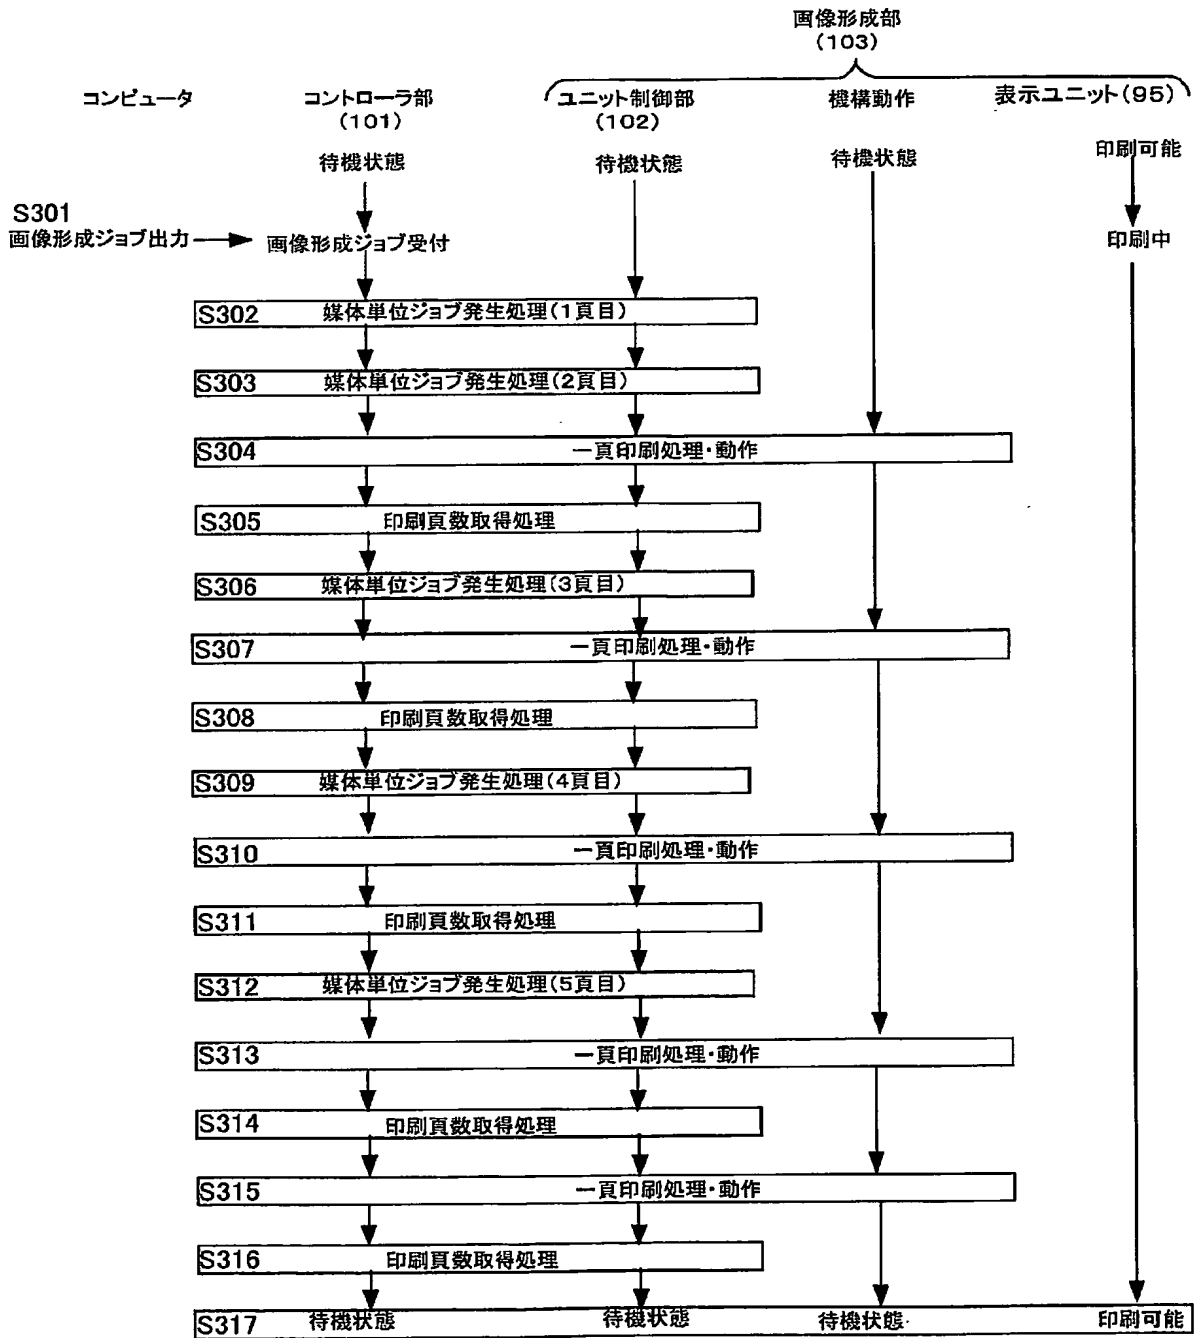 画像形成部
(103)
コンピュータ
コントローラ部
(101)
ユニット制御部
(102)
機構動作
表示ユニット(95)
待機状態
待機状態
待機状態
印刷可能
S301
画像形成ジョブ出力
画像形成ジョブ受付
印刷中
S302 媒体単位ジョブ発生処理(1頁目)
S303 媒体単位ジョブ発生処理(2頁目)
S304 一頁印刷処理・動作
S305 印刷頁数取得処理
S306 媒体単位ジョブ発生処理(3頁目)
S307 一頁印刷処理・動作
S308 印刷頁数取得処理
S309 媒体単位ジョブ発生処理(4頁目)
S310 一頁印刷処理・動作
S311 印刷頁数取得処理
S312 媒体単位ジョブ発生処理(5頁目)
S313 一頁印刷処理・動作
S314 印刷頁数取得処理
S315 一頁印刷処理・動作
S316 印刷頁数取得処理
S317 待機状態 待機状態 待機状態 印刷可能